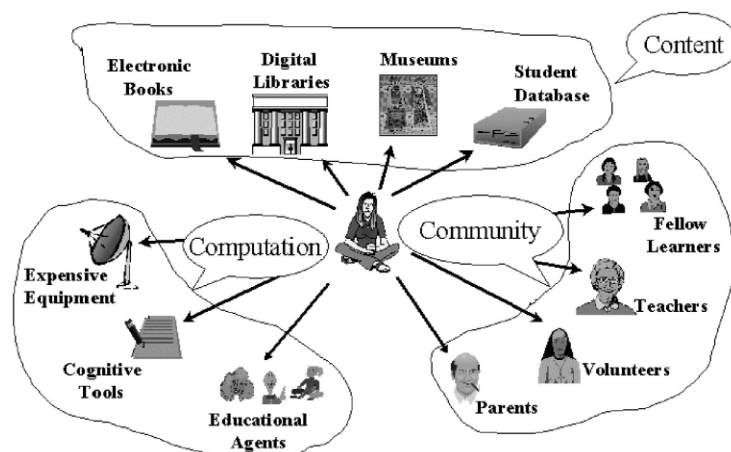 Electronic
Books
Digital
Libraries
Museums
Student
Database
Content
Expensive
Equipment
Computation
Community
Fellow
Learners
Teachers
Cognitive
Tools
Educational
Agents
Parents
Volunteers